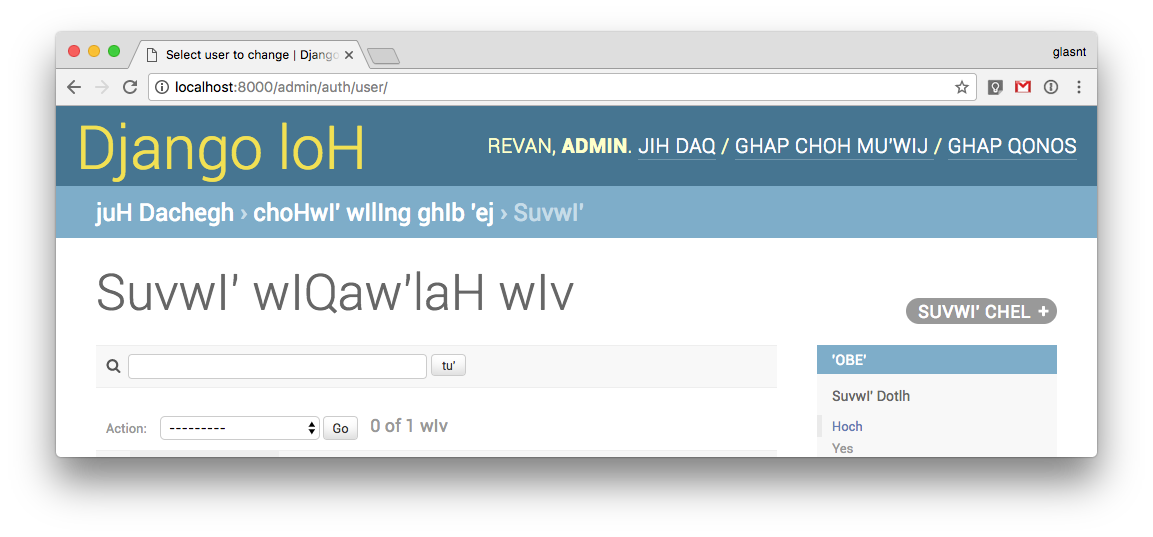 Select user to change | Django
glasnt
localhost:8000/admin/auth/user/
Django loH
REVAN, ADMIN. JIH DAQ / GHAP CHOH MU'WIJ / GHAP QONOS
juH Dachegh › choHwI' wIlIng ghIb 'ej › SuvwI'
SuvwI' wIQaw'laH wIv
SUVWI' CHEL +
tu'
'OBE'
SuvwI' Dotlh
Action: --------- Go 0 of 1 wIv
Hoch
Yes